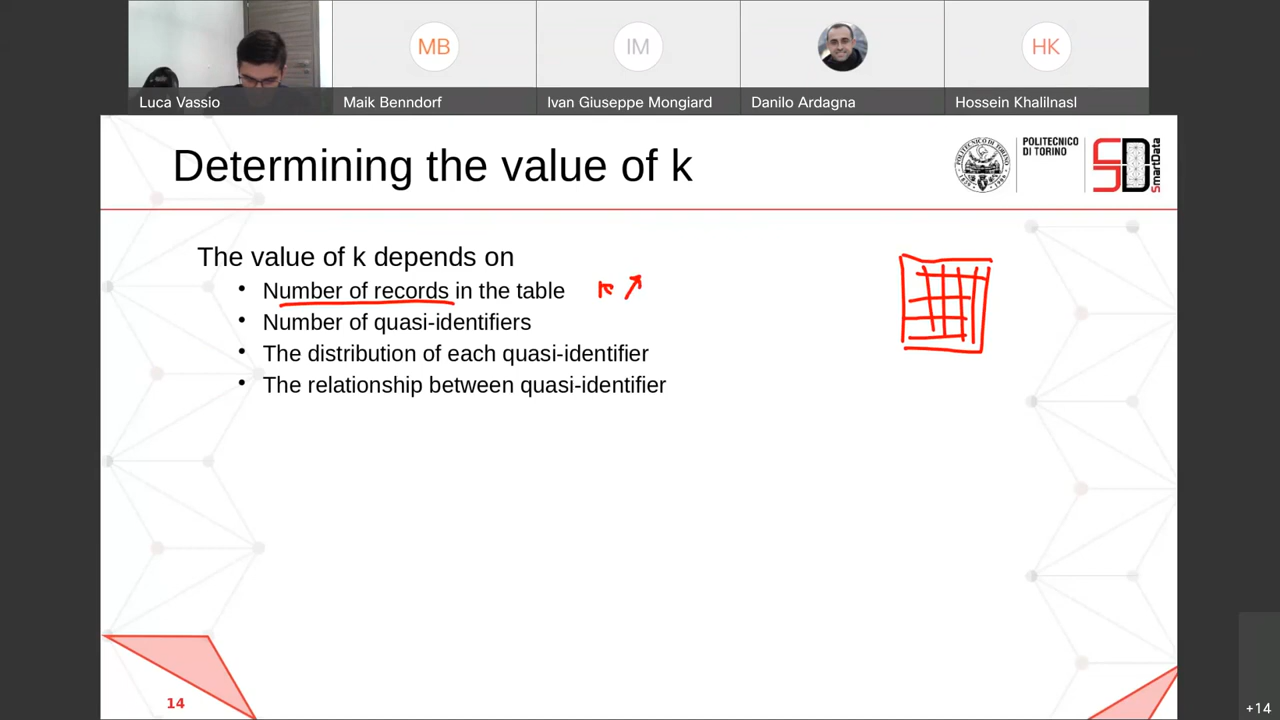 MB
IM
HK
Luca Vassio
Maik Benndorf
Ivan Giuseppe Mongiard
Danilo Ardagna
Hossein Khalilnasl
Determining the value of k
POLITECNICO
DI TORINO
SD
SmartData
The value of k depends on
• Number of records in the table K
• Number of quasi-identifiers
• The distribution of each quasi-identifier
• The relationship between quasi-identifier
14
+14